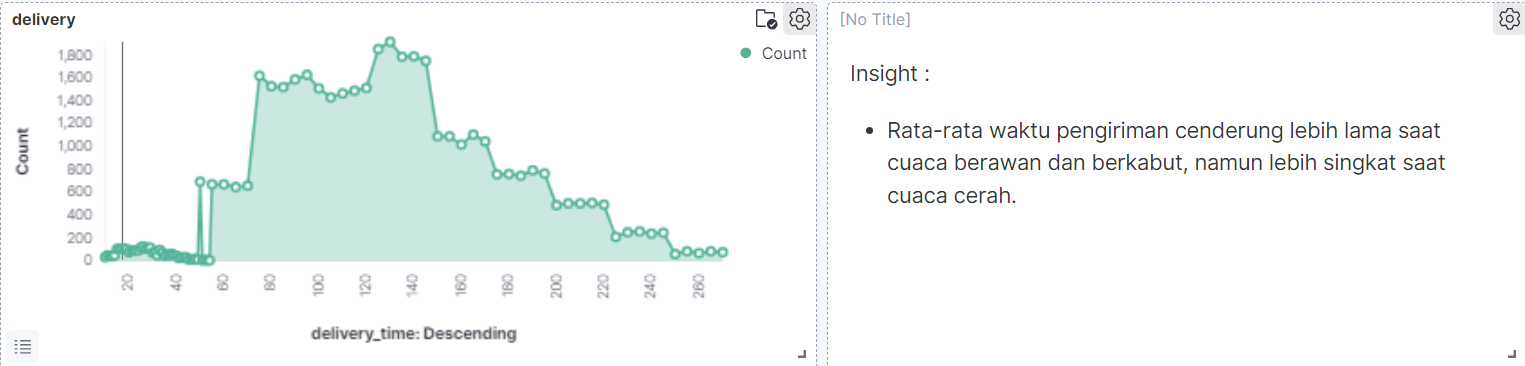 delivery
Count
1,800
1,600
1,400
1,200
1,000
800
600
400
200
0
Count
20
40
60
80
100
120
140
160
180
200
220
240
260
delivery_time: Descending
[No Title]
Insight :
• Rata-rata waktu pengiriman cenderung lebih lama saat
cuaca berawan dan berkabut, namun lebih singkat saat
cuaca cerah.